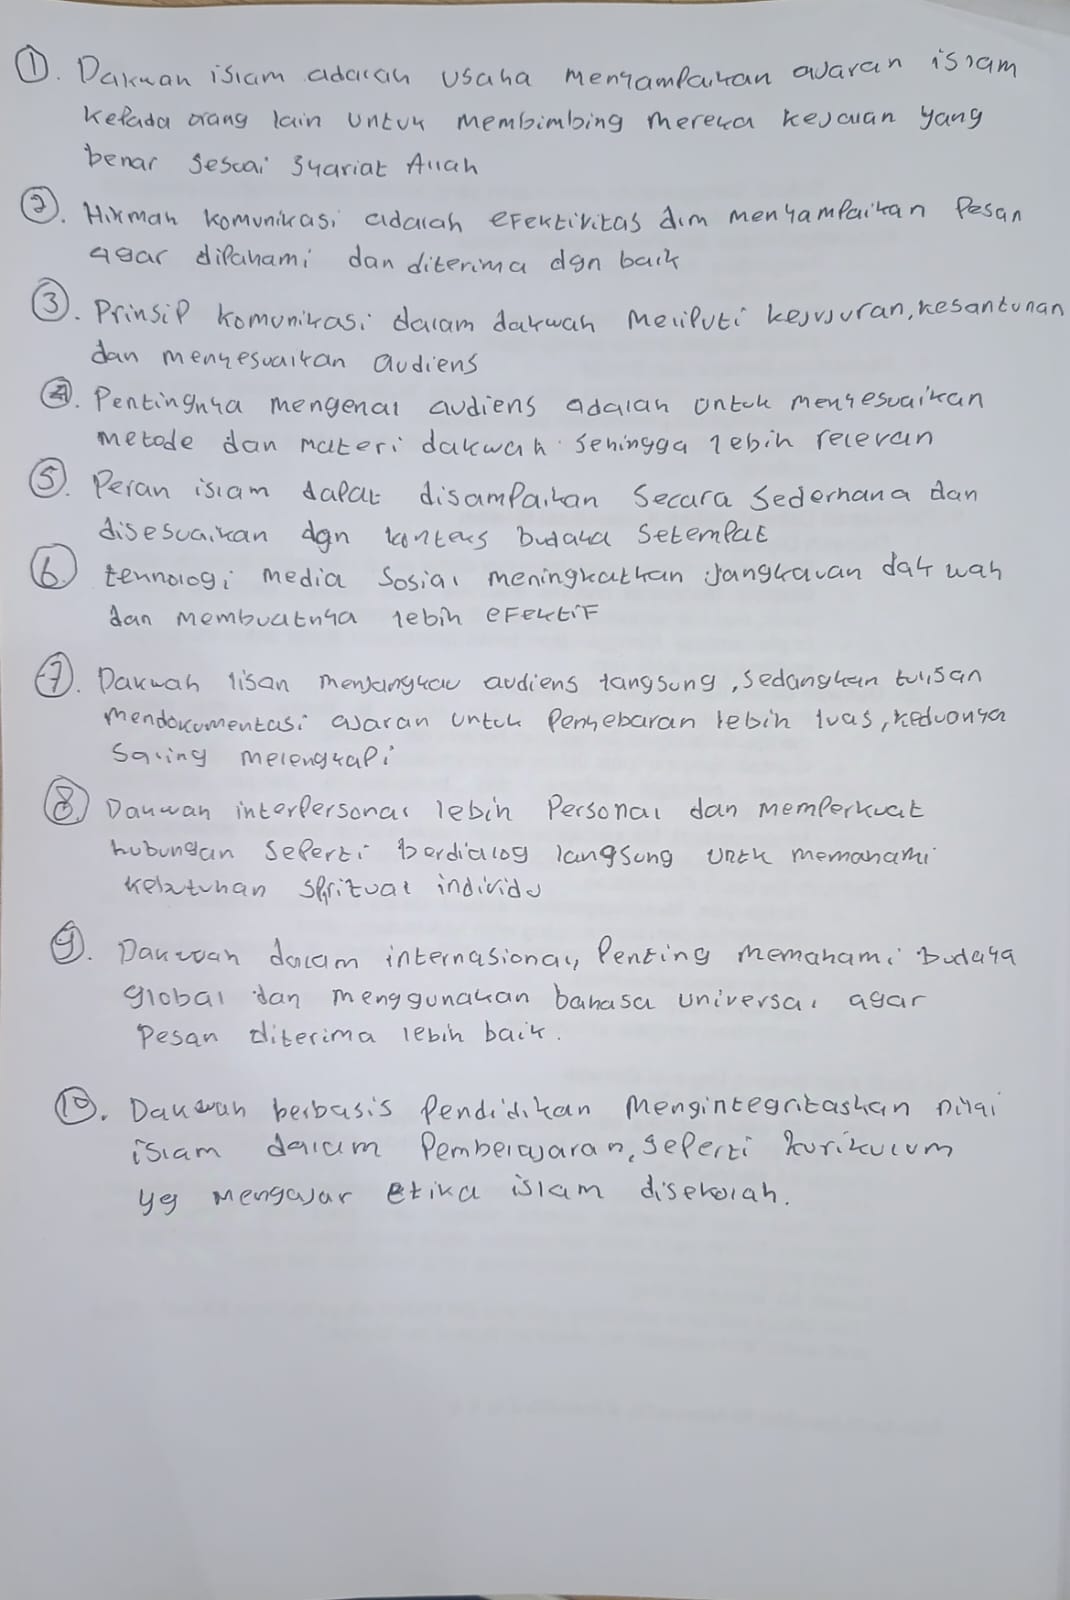 1. Dakwah islam adalah usaha menyampaikan ajaran islam
kepada orang lain untuk membimbing mereka kejalan yang
benar sesuai syariat Allah
2. Hikmah komunikasi adalah efektivitas dlm menyampaikan pesan
agar dipahami dan diterima dgn baik
3. Prinsip komunikasi dalam dakwah meliputi kejujuran, kesantunan
dan menyesuaikan audiens
4. Pentingnya mengenal audiens adalah untuk menyesuaikan
metode dan materi dakwah sehingga lebih relevan
5. Peran islam dapat disampaikan secara sederhana dan
disesuaikan dgn konteks budaya setempat
6. teknologi media sosial meningkatkan jangkauan dakwah
dan membuatnya lebih efektif
7. Dakwah lisan menjangkau audiens langsung, sedangkan tulisan
mendokumentasi ajaran untuk penyebaran lebih luas, keduanya
saling melengkapi
8. Dakwah interpersonal lebih personal dan memperkuat
hubungan seperti berdialog langsung untk memahami
kebutuhan spritual individu
9. Dakwah dalam internasional, penting memahami budaya
global dan menggunakan bahasa universal agar
pesan diterima lebih baik.
10. Dakwah berbasis pendidikan mengintegritaskan nilai
islam dalam pembelajaran, seperti kurikulum
yg mengajar etika islam disekolah.